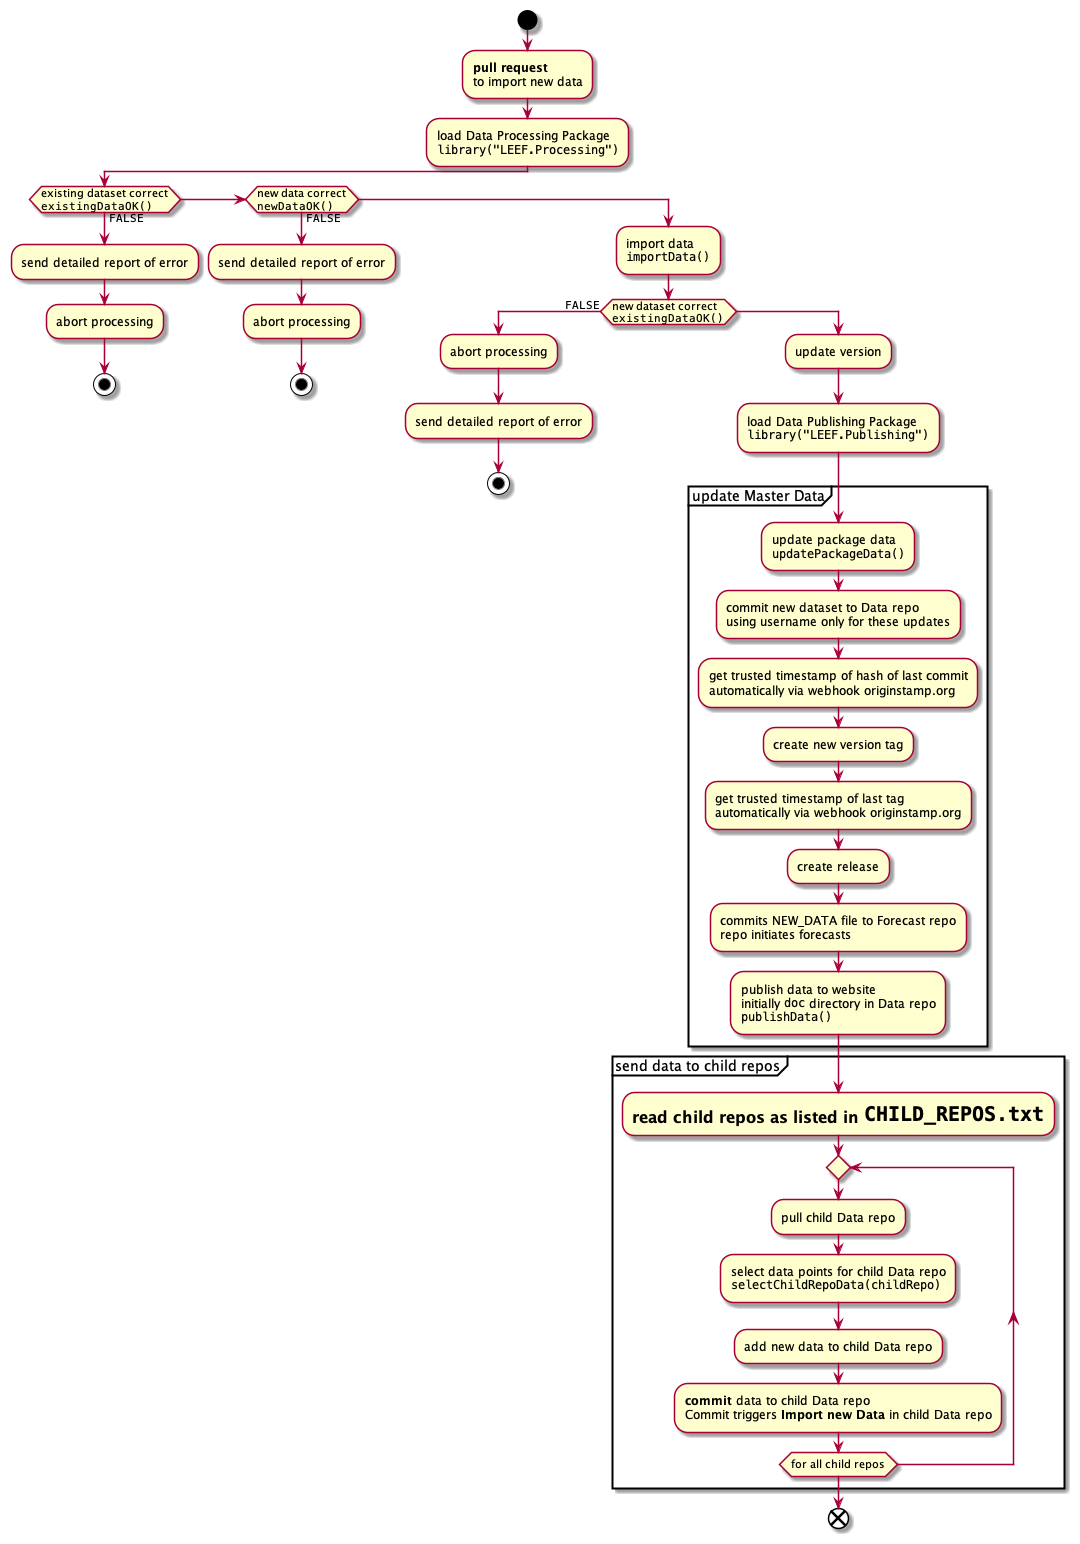 pull request
to import new data
load Data Processing Package
library("LEEF.Processing")
existing dataset correct
existingDataOK()
FALSE
send detailed report of error
abort processing
new data correct
newDataOK()
FALSE
send detailed report of error
abort processing
import data
importData()
new dataset correct
existingDataOK()
FALSE
abort processing
send detailed report of error
update version
load Data Publishing Package
library("LEEF.Publishing")
update Master Data
update package data
updatePackageData()
commit new dataset to Data repo
using username only for these updates
get trusted timestamp of hash of last commit
automatically via webhook originstamp.org
create new version tag
get trusted timestamp of last tag
automatically via webhook originstamp.org
create release
commits NEW_DATA file to Forecast repo
repo initiates forecasts
publish data to website
initially doc directory in Data repo
publishData()
send data to child repos
read child repos as listed in CHILD_REPOS.txt
pull child Data repo
select data points for child Data repo
selectChildRepoData(childRepo)
add new data to child Data repo
commit data to child Data repo
Commit triggers Import new Data in child Data repo
for all child repos